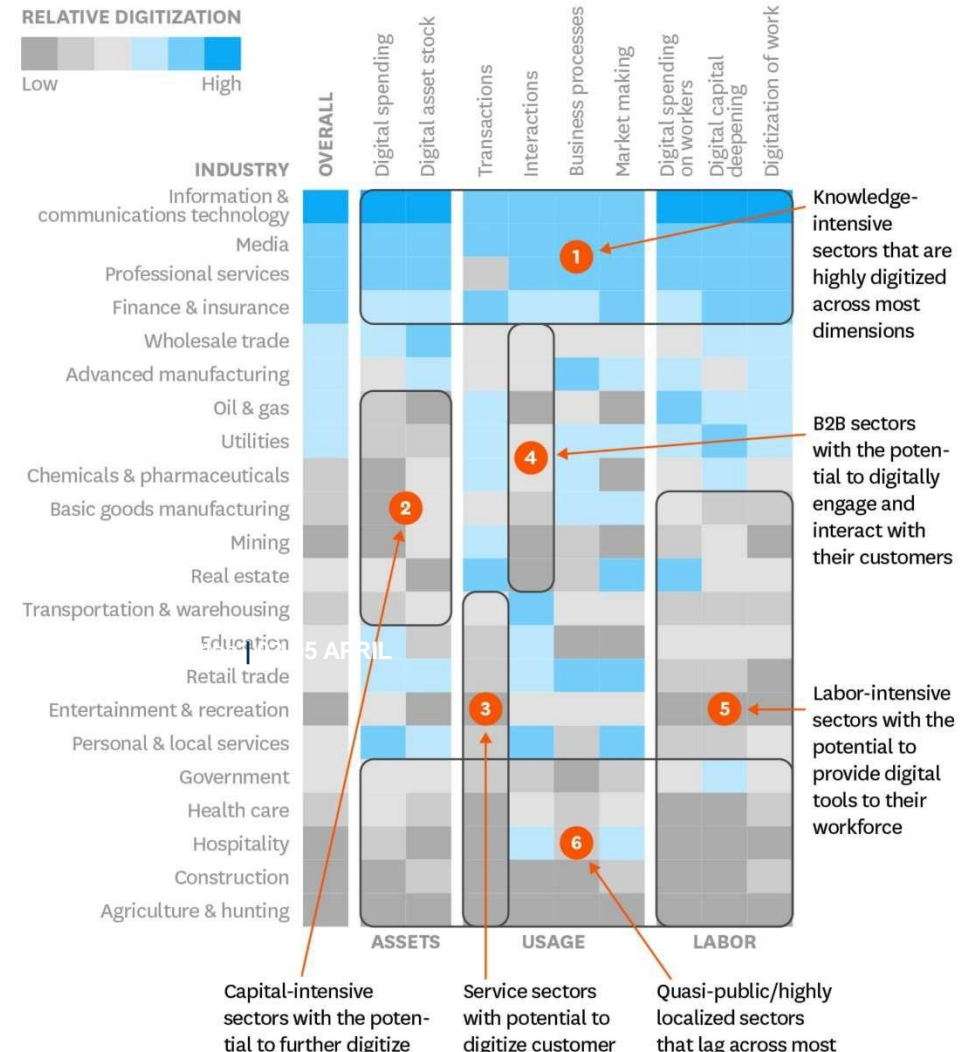 RELATIVE DIGITIZATION
Low
High
INDUSTRY
OVERALL
Digital spending
Digital asset stock
Transactions
Interactions
Business processes
Market making
Digital spending
on workers
Digital capital
deepening
Digitization of work
Information &
communications technology
Media
Professional services
Finance & insurance
Wholesale trade
Advanced manufacturing
Oil & gas
Utilities
Chemicals & pharmaceuticals
Basic goods manufacturing
Mining
Real estate
Transportation & warehousing
Education
5 APRIL
Retail trade
Entertainment & recreation
Personal & local services
Government
Health care
Hospitality
Construction
Agriculture & hunting
1
2
4
3
5
6
Knowledge-
intensive
sectors that are
highly digitized
across most
dimensions
B2B sectors
with the poten-
tial to digitally
engage and
interact with
their customers
Labor-intensive
sectors with the
potential to
provide digital
tools to their
workforce
ASSETS
USAGE
LABOR
Capital-intensive
sectors with the poten-
tial to further digitize
Service sectors
with potential to
digitize customer
Quasi-public/highly
localized sectors
that lag across most